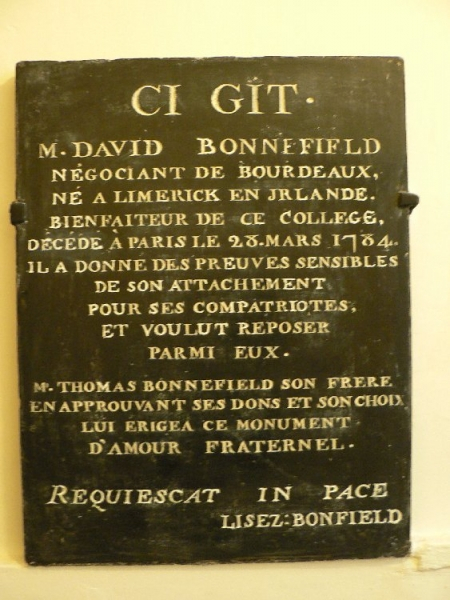 CI GÎT.
M. DAVID BONNEFIELD
NÉGOCIANT DE BOURDEAUX,
NÉ A LIMERICK EN JRLANDE.
BIENFAITEUR DE CE COLLEGE,
DÉCÉDÉ À PARIS LE 28. MARS 1784.
IL A DONNÉ DES PREUVES SENSIBLES
DE SON ATTACHEMENT
POUR SES COMPATRIOTES,
ET VOULUT REPOSER
PARMI EUX.
MR. THOMAS BONNEFIELD SON FRERE
EN APPROUVANT SES DONS ET SON CHOIX
LUI ERIGEA CE MONUMENT
D'AMOUR FRATERNEL.
REQUIESCAT IN PACE
LISEZ: BONFIELD